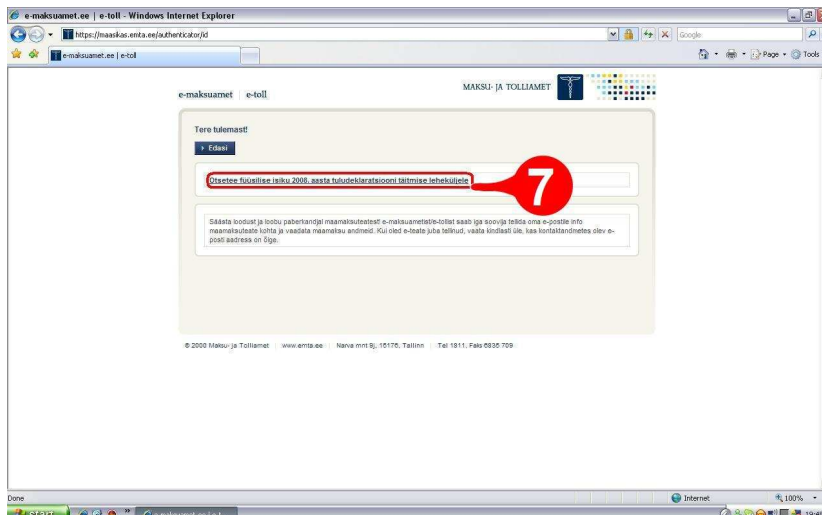 e-maksuamet.ee | e-toll - Windows Internet Explorer
https://maasikas.emta.ee/authenticator/id
Google
e-maksuamet.ee | e-toll
Page
Tools
e-maksuamet | e-toll
MAKSU- JA TOLLIAMET
Tere tulemast!
Edasi
Otsetee füüsilise isiku 2008. aasta tuludeklaratsiooni täitmise leheküljele
7
Säästa loodust ja loobu paberkandjal maamaksuteatest! e-maksuametist/e-tollist saab iga soovija tellida oma e-postile info
maamaksuteate kohta ja vaadata maamaksu andmeid. Kui oled e-teate juba tellinud, vaata kindlasti üle, kas kontaktandmetes olev e-
posti aadress on õige.
Maksu- ja Tolliamet | www.emta.ee | Narva mnt 9j, 15176, Tallinn | Tel 1811, Faks 6835 709
Done
Internet
100%
start